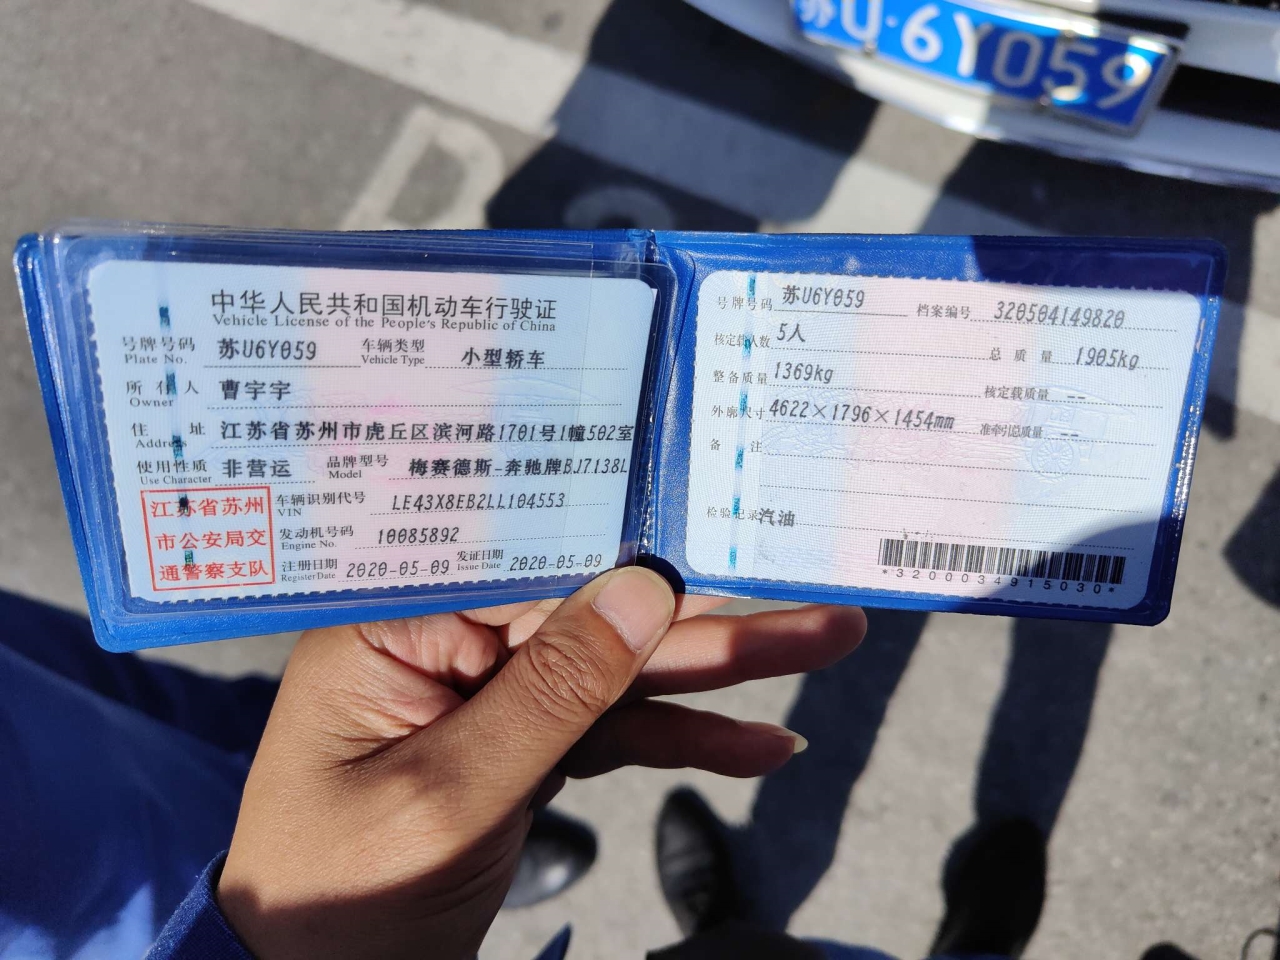 苏U·6Y059
中华人民共和国机动车行驶证
Vehicle License of the People's Republic of China
号牌号码 苏U6Y059 车辆类型 小型轿车
Plate No. Vehicle Type
所有人 曹宇宇
Owner
住址 江苏省苏州市虎丘区滨河路1701号1幢502室
Address
使用性质 非营运 品牌型号 梅赛德斯-奔驰牌BJ7138L
Use Character Model
江苏省苏州
市公安局交
通警察支队
车辆识别代号 LE43X8EB2LL104553
VIN
发动机号码 10085892
Engine No.
注册日期 2020-05-09 发证日期 2020-05-09
Register Date Issue Date
号牌号码 苏U6Y059 档案编号 320504149820
核定载人数 5人 总质量 1905kg
整备质量 1369kg 核定载质量 --
外廓尺寸 4622×1796×1454mm 准牵引总质量 --
备注
检验记录 汽油
*3200034915030*